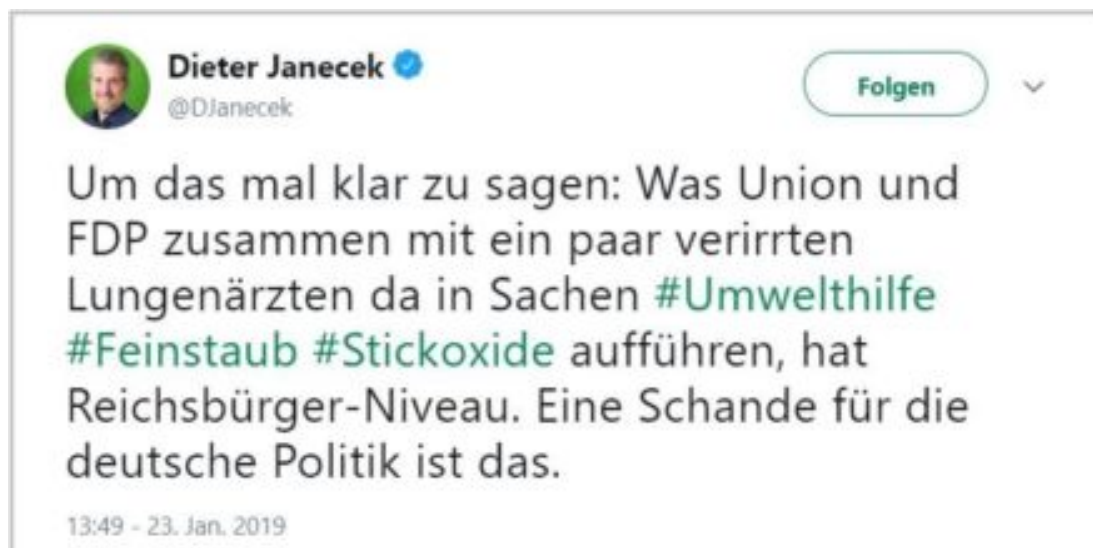 Dieter Janecek
@DJanecek
Folgen
Um das mal klar zu sagen: Was Union und
FDP zusammen mit ein paar verirrten
Lungenärzten da in Sachen #Umwelthilfe
#Feinstaub #Stickoxide aufführen, hat
Reichsbürger-Niveau. Eine Schande für die
deutsche Politik ist das.
13:49 - 23. Jan. 2019